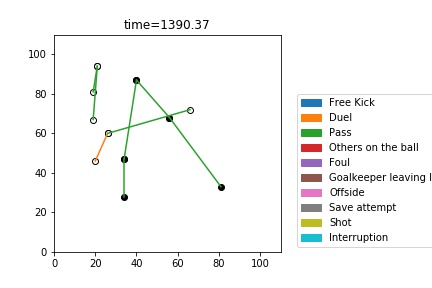 time=1390.37
100
80
60
40
20
0
0 20 40 60 80 100
Free Kick
Duel
Pass
Others on the ball
Foul
Goalkeeper leaving l
Offside
Save attempt
Shot
Interruption